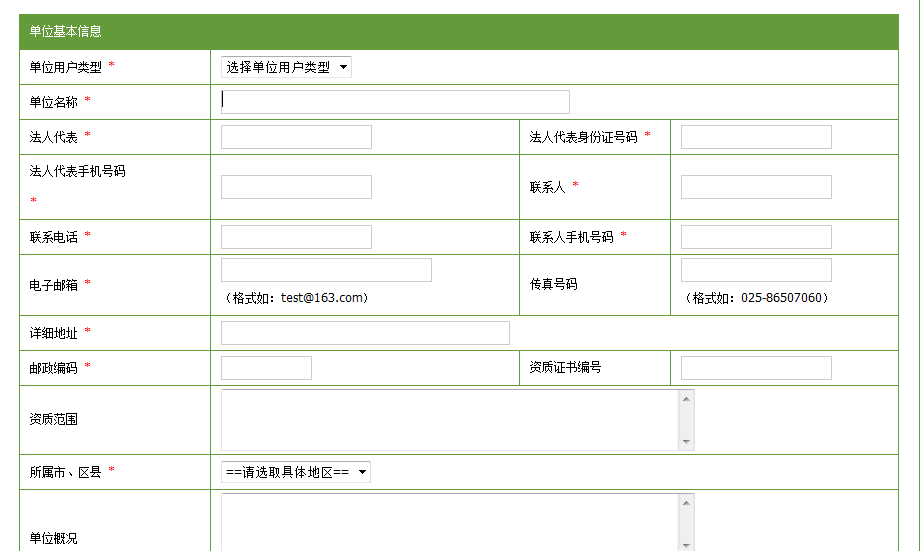 单位基本信息
单位用户类型 * 选择单位用户类型
单位名称 *
法人代表 * 法人代表身份证号码 *
法人代表手机号码
* 联系人 *
联系电话 * 联系人手机号码 *
电子邮箱 * 传真号码
（格式如：test@163.com） （格式如：025-86507060）
详细地址 *
邮政编码 * 资质证书编号
资质范围
所属市、区县 * ==请选取具体地区==
单位概况